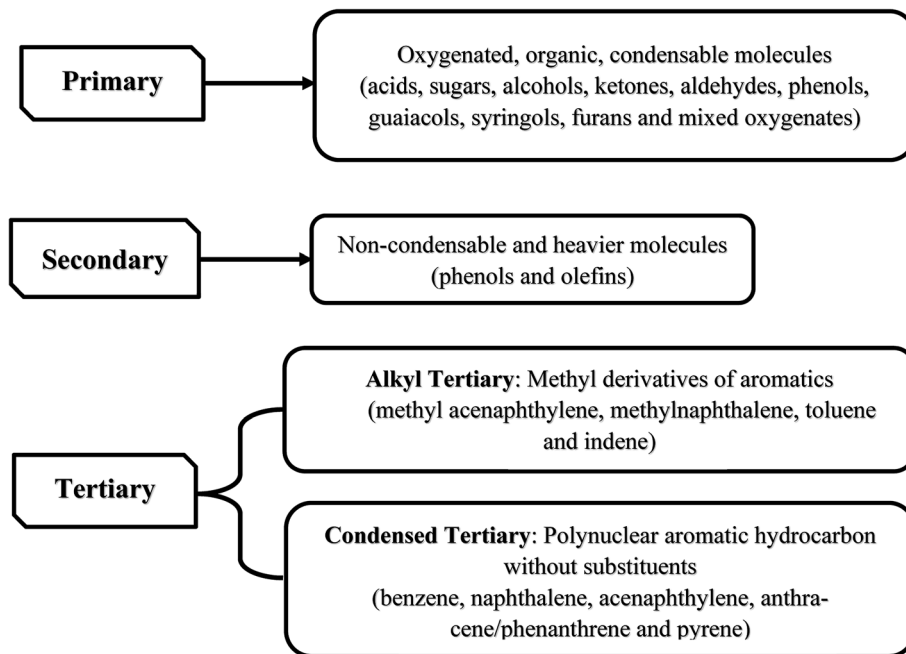 Primary
Oxygenated, organic, condensable molecules
(acids, sugars, alcohols, ketones, aldehydes, phenols,
guaiacols, syringols, furans and mixed oxygenates)
Secondary
Non-condensable and heavier molecules
(phenols and olefins)
Tertiary
Alkyl Tertiary: Methyl derivatives of aromatics
(methyl acenaphthylene, methylnaphthalene, toluene
and indene)
Condensed Tertiary: Polynuclear aromatic hydrocarbon
without substituents
(benzene, naphthalene, acenaphthylene, anthra-
cene/phenanthrene and pyrene)